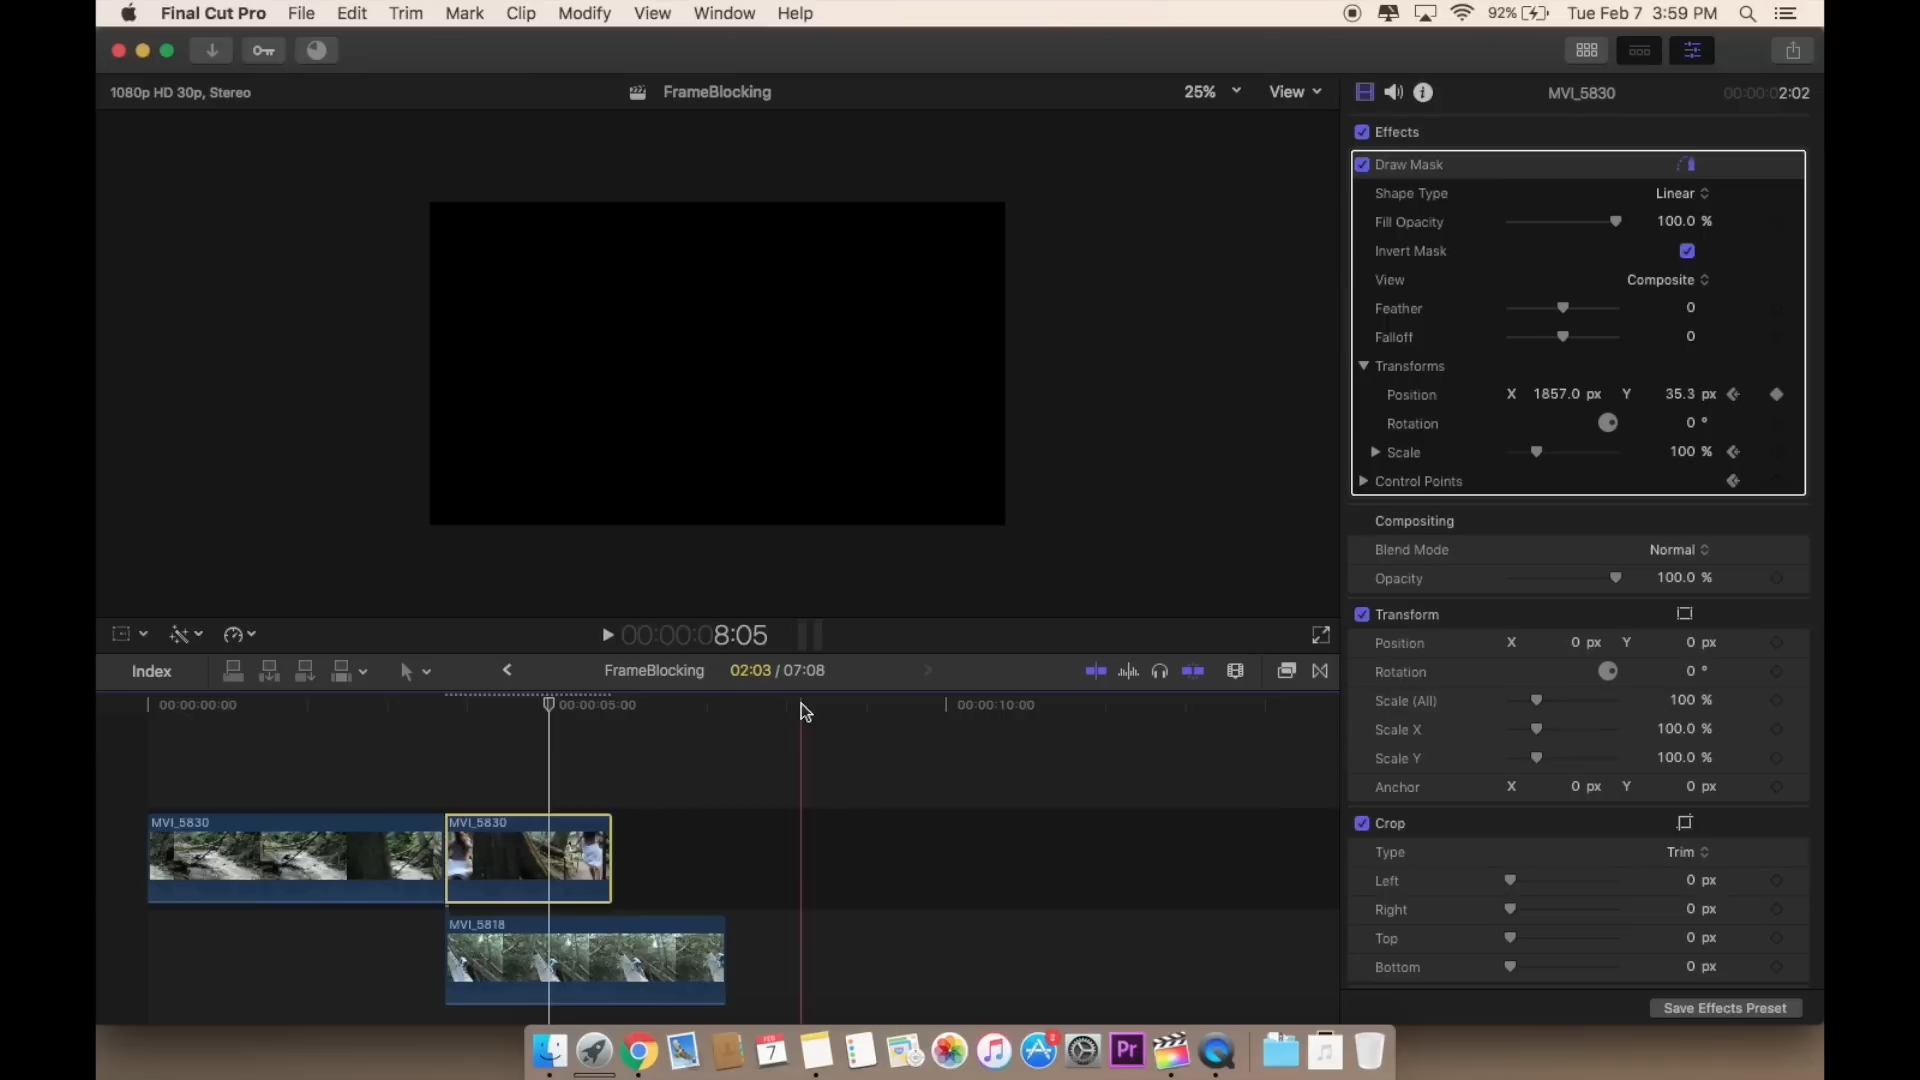 Final Cut Pro File Edit Trim Mark Clip Modify View Window Help 92% Tue Feb 7 3:59 PM
1080p HD 30p, Stereo FrameBlocking 25% View MVI_5830 00:00:02:02
Effects
Draw Mask
Shape Type Linear
Fill Opacity 100.0 %
Invert Mask
View Composite
Feather 0
Falloff 0
Transforms
Position X 1857.0 px Y 35.3 px
Rotation 0 °
Scale 100 %
Control Points
Compositing
Blend Mode Normal
Opacity 100.0 %
Transform
Position X 0 px Y 0 px
Rotation 0 °
Scale (All) 100 %
Scale X 100.0 %
Scale Y 100.0 %
Anchor X 0 px Y 0 px
Crop
Type Trim
Left 0 px
Right 0 px
Top 0 px
Bottom 0 px
Save Effects Preset
00:00:08:05
Index FrameBlocking 02:03 / 07:08
00:00:00:00 00:00:05:00 00:00:10:00
MVI_5830 MVI_5830
MVI_5818
FEB
7 2 Pr